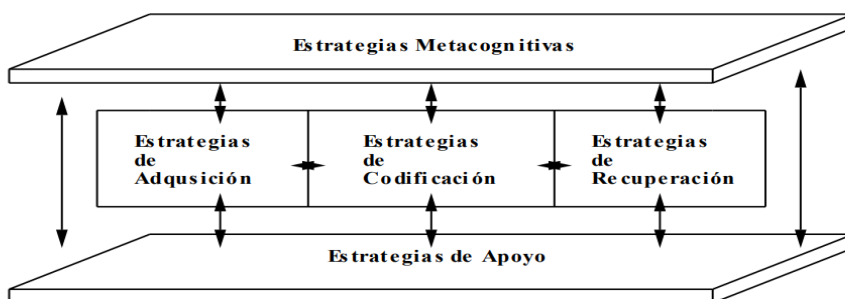 Estrategias Metacognitivas
Estrategias
de
Adqusición
Estrategias
de
Codificación
Estrategias
de
Recuperación
Estrategias de Apoyo